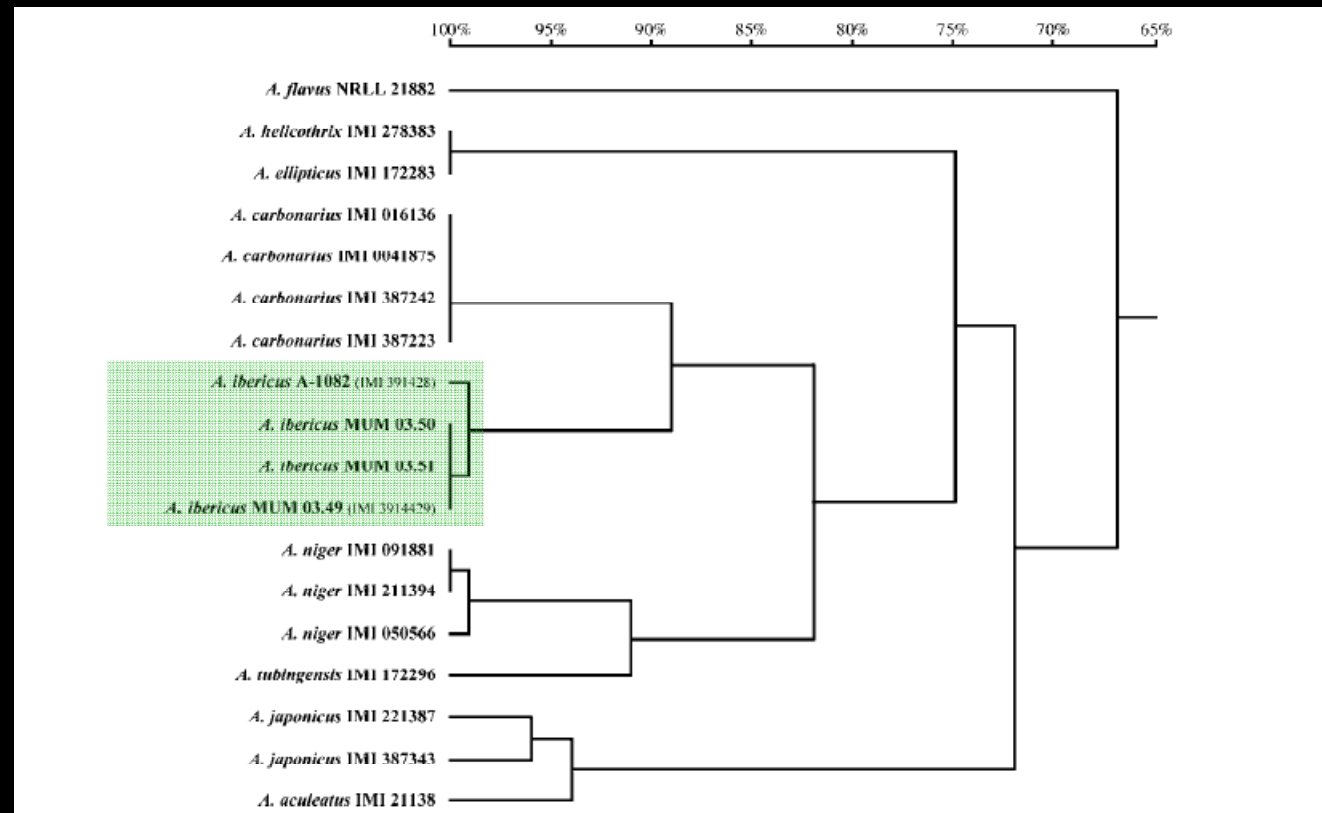 100% 95% 90% 85% 80% 75% 70% 65%
A. flavus NRLL 21882
A. helicothrix IMI 278383
A. ellipticus IMI 172283
A. carbonarius IMI 016136
A. carbonarius IMI 0041875
A. carbonarius IMI 387242
A. carbonarius IMI 387223
A. ibericus A-1082 (IMI 391428)
A. ibericus MUM 03.50
A. ibericus MUM 03.51
A. ibericus MUM 03.49 (IMI 3914429)
A. niger IMI 091881
A. niger IMI 211394
A. niger IMI 050566
A. tubingensis IMI 172296
A. japonicus IMI 221387
A. japonicus IMI 387343
A. aculeatus IMI 21138